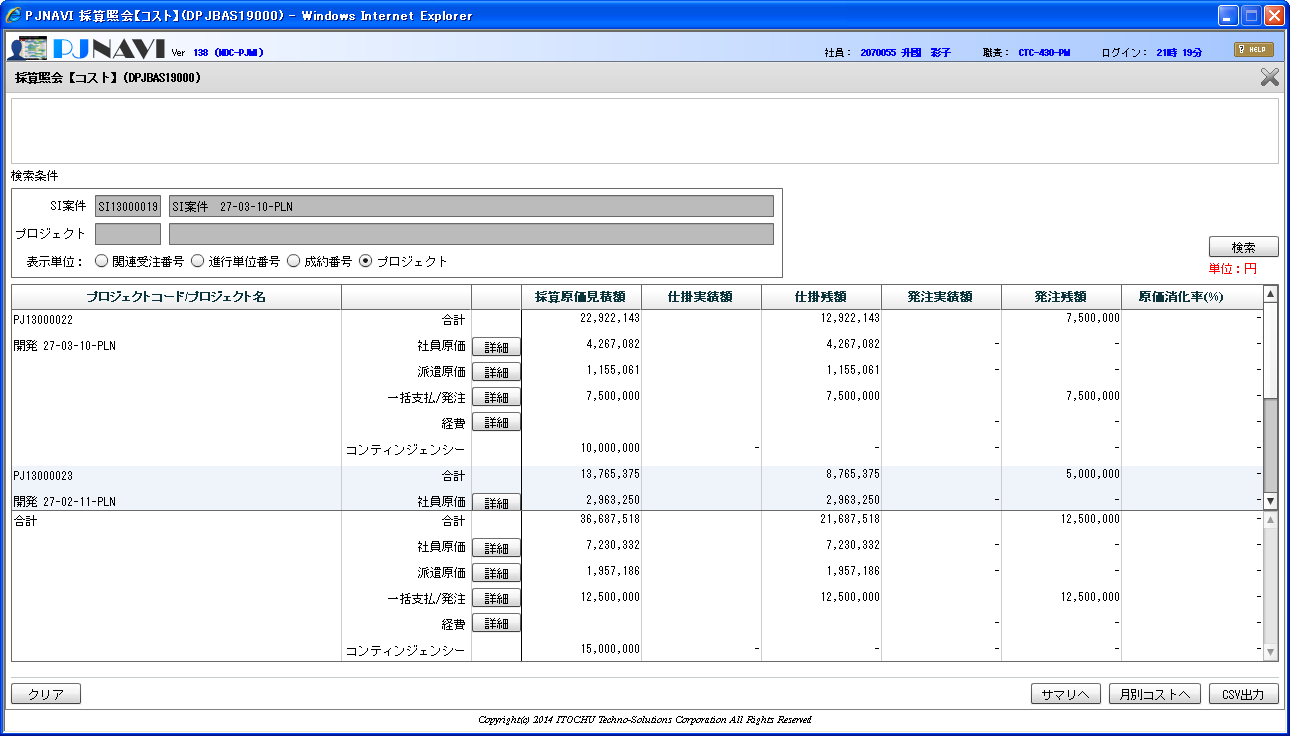 PJNAVI 採算照会【コスト】(DPJBAS19000) - Windows Internet Explorer
PJNAVI Ver 138 (NDC-PJMI) 社員： 2070055 升國 彩子 職責： CTC-430-PM ログイン： 21時 19分 ? HELP
採算照会【コスト】(DPJBAS19000)
検索条件
SI案件 SI13000019 SI案件 27-03-10-PLN
プロジェクト
表示単位： 関連受注番号 進行単位番号 成約番号 プロジェクト
検索
単位：円
プロジェクトコード/プロジェクト名 採算原価見積額 仕掛実績額 仕掛残額 発注実績額 発注残額 原価消化率(%)
PJ13000022 合計 22,922,143 12,922,143 7,500,000 -
開発 27-03-10-PLN 社員原価 詳細 4,267,082 4,267,082 - - -
派遣原価 詳細 1,155,061 1,155,061 - - -
一括支払/発注 詳細 7,500,000 7,500,000 7,500,000 -
経費 詳細 - - -
コンティンジェンシー 10,000,000 - - - - -
PJ13000023 合計 13,765,375 8,765,375 5,000,000 -
開発 27-02-11-PLN 社員原価 詳細 2,963,250 2,963,250 - - -
合計 合計 36,687,518 21,687,518 12,500,000 -
社員原価 詳細 7,230,332 7,230,332 - - -
派遣原価 詳細 1,957,186 1,957,186 - - -
一括支払/発注 詳細 12,500,000 12,500,000 12,500,000 -
経費 詳細 - - -
コンティンジェンシー 15,000,000 - - - - -
クリア サマリへ 月別コストへ CSV出力
Copyright(c) 2014 ITOCHU Techno-Solutions Corporation All Rights Reserved